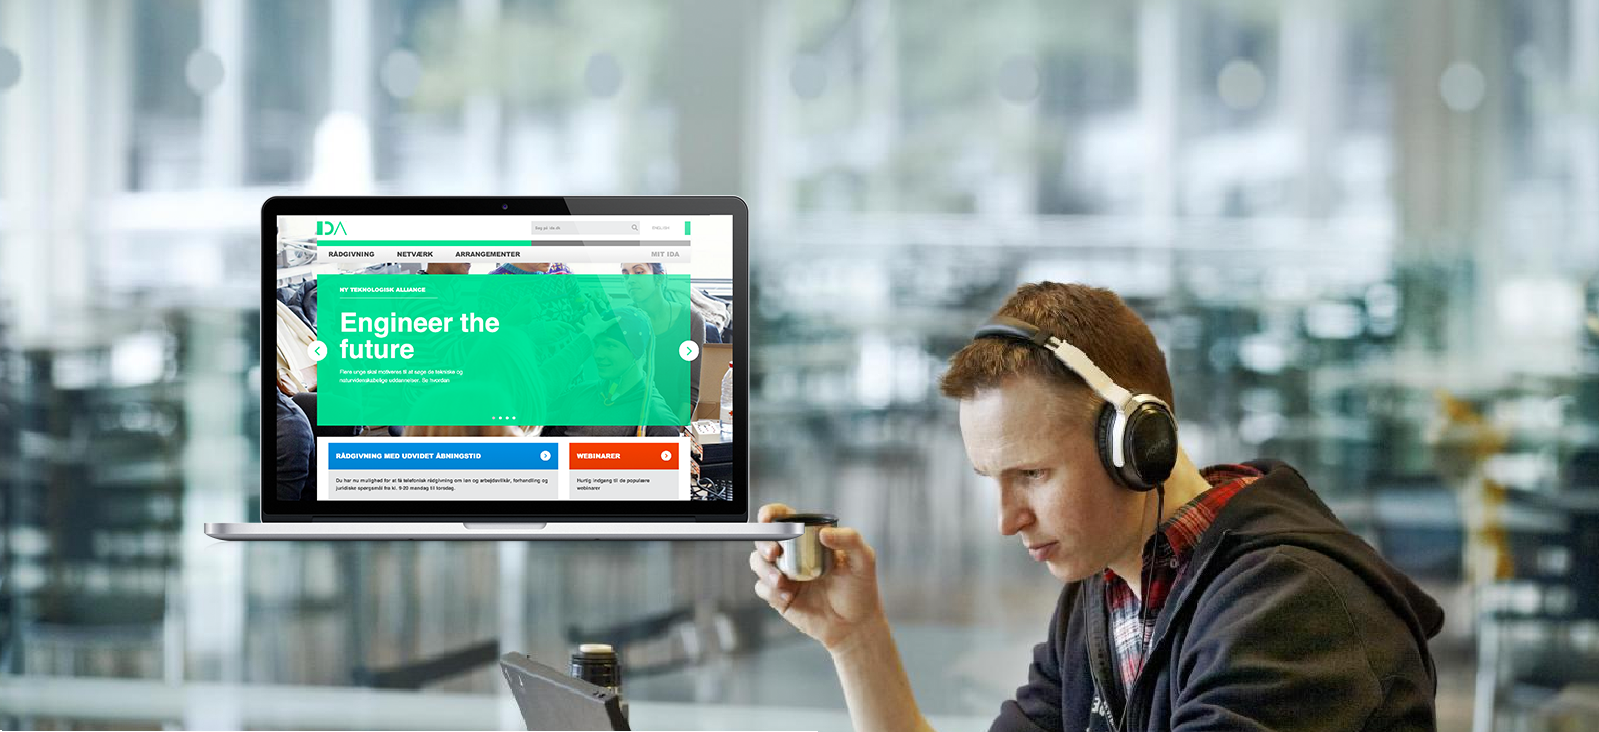 IDA
Søg på ida.dk
ENGLISH
RÅDGIVNING NETVÆRK ARRANGEMENTER MIT IDA
NY TEKNOLOGISK ALLIANCE
Engineer the
future
Flere unge skal motiveres til at søge de tekniske og
naturvidenskabelige uddannelser. Se hvordan
RÅDGIVNING MED UDVIDET ÅBNINGSTID
Du har nu mulighed for at få telefonisk rådgivning om løn og arbejdsvilkår, forhandling og
juridiske spørgsmål fra kl. 9-20 mandag til torsdag.
WEBINARER
Hurtig indgang til de populære
webinarer